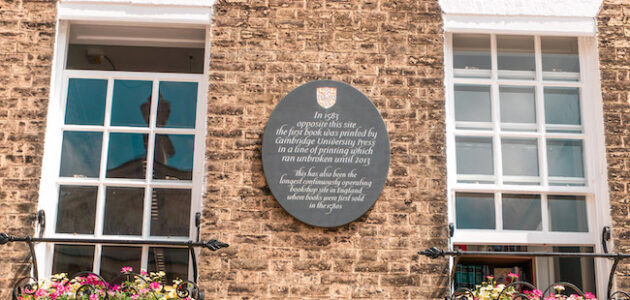 In 1583
opposite this site
the first book was printed by
Cambridge University Press
in a line of printing which
ran unbroken until 2013
This has also been the
longest continuously operating
bookshop site in England
where books were first sold
in the 1580s